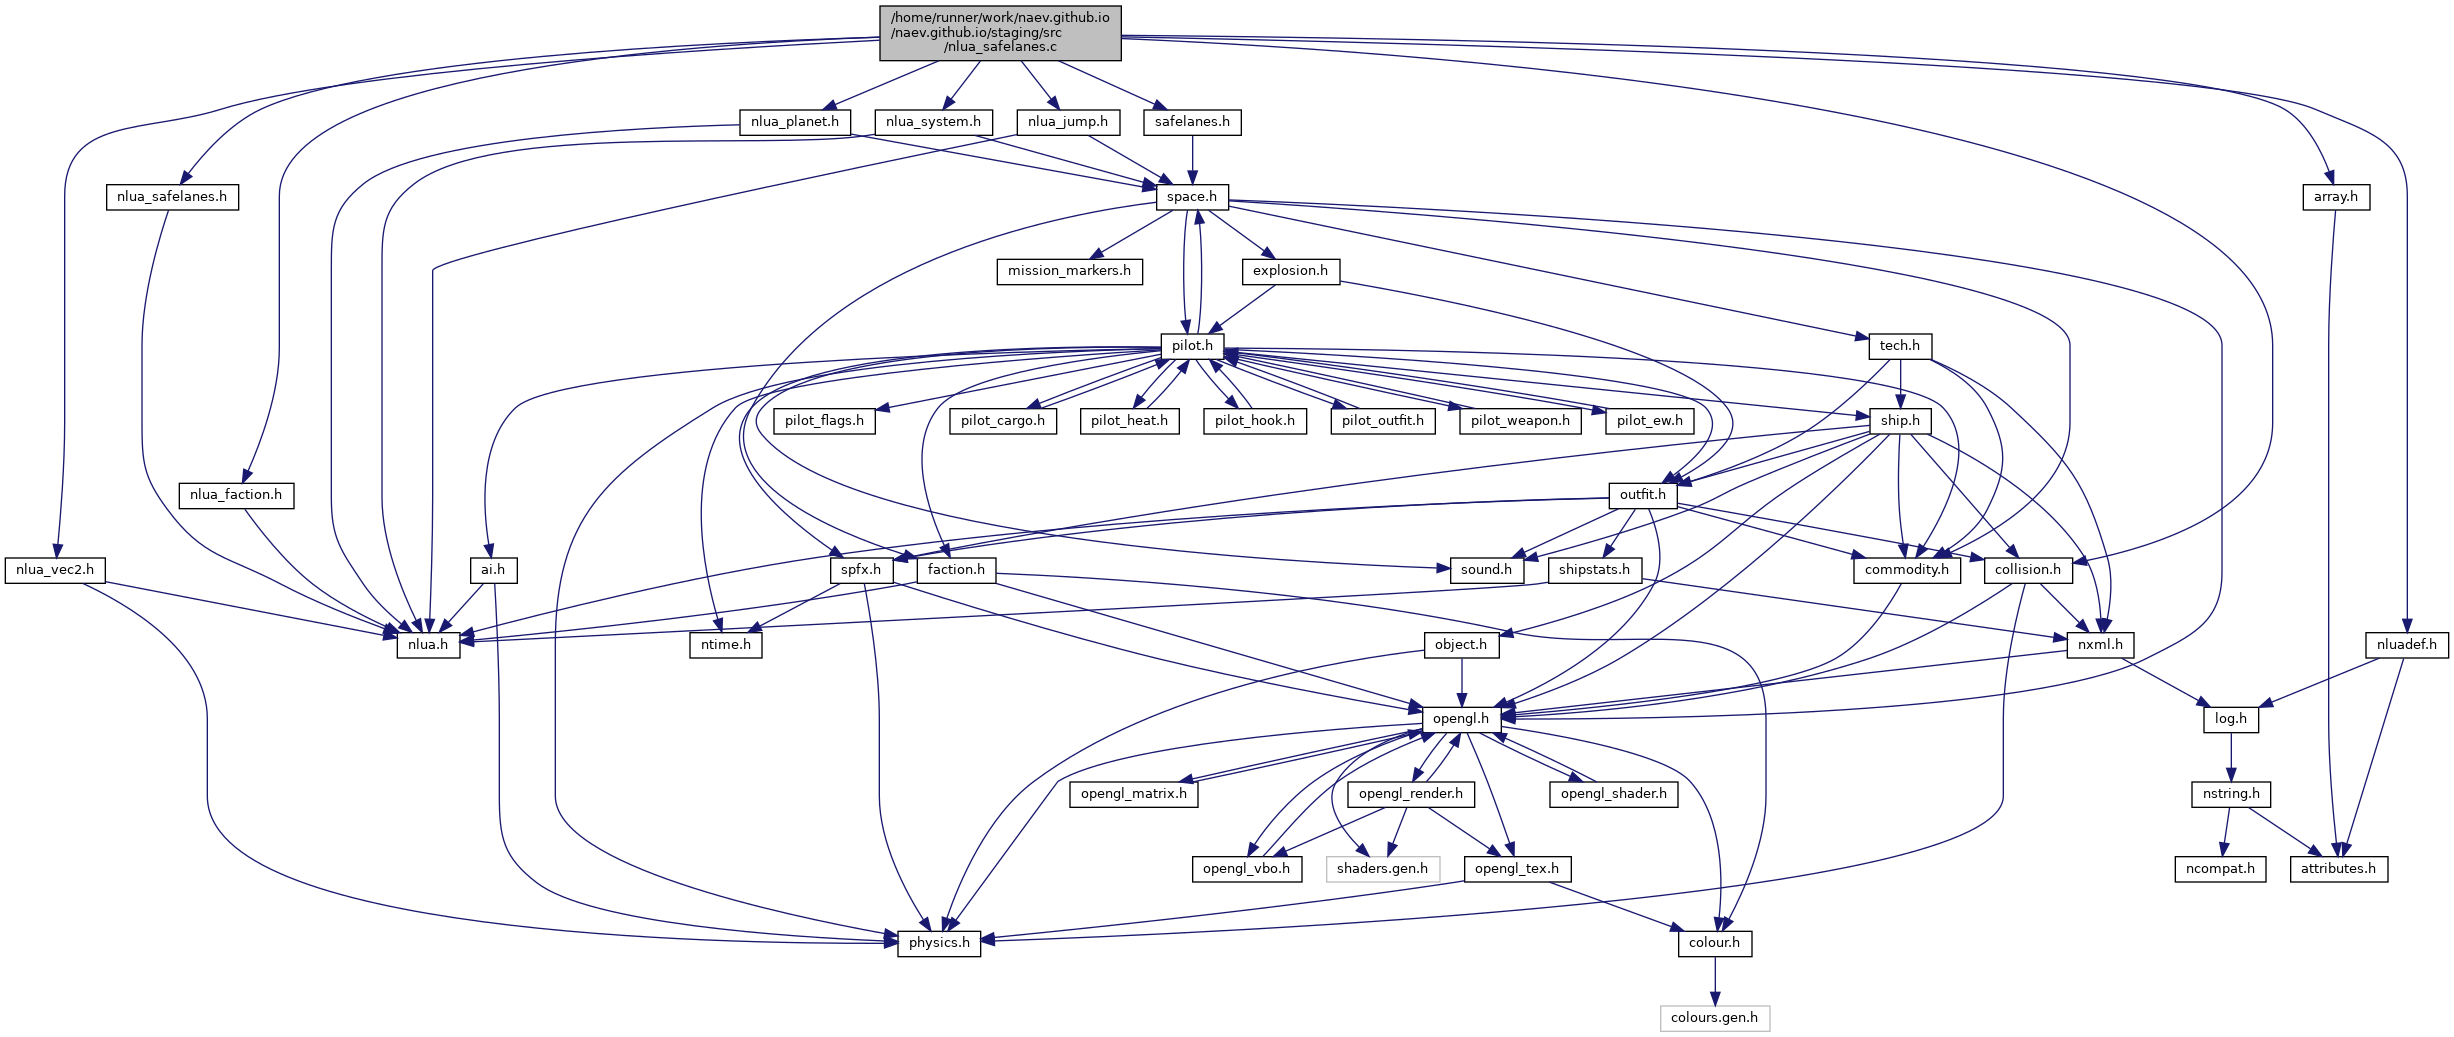 /home/runner/work/naev.github.io
/naev.github.io/staging/src
/nlua_safelanes.c
nlua_planet.h
nlua_system.h
nlua_jump.h
safelanes.h
nlua_safelanes.h
space.h
array.h
mission_markers.h
explosion.h
pilot.h
tech.h
pilot_flags.h
pilot_cargo.h
pilot_heat.h
pilot_hook.h
pilot_outfit.h
pilot_weapon.h
pilot_ew.h
ship.h
nlua_faction.h
outfit.h
nlua_vec2.h
ai.h
spfx.h
faction.h
sound.h
shipstats.h
commodity.h
collision.h
nlua.h
ntime.h
object.h
nxml.h
nluadef.h
opengl.h
log.h
opengl_matrix.h
opengl_render.h
opengl_shader.h
nstring.h
opengl_vbo.h
shaders.gen.h
opengl_tex.h
ncompat.h
attributes.h
physics.h
colour.h
colours.gen.h